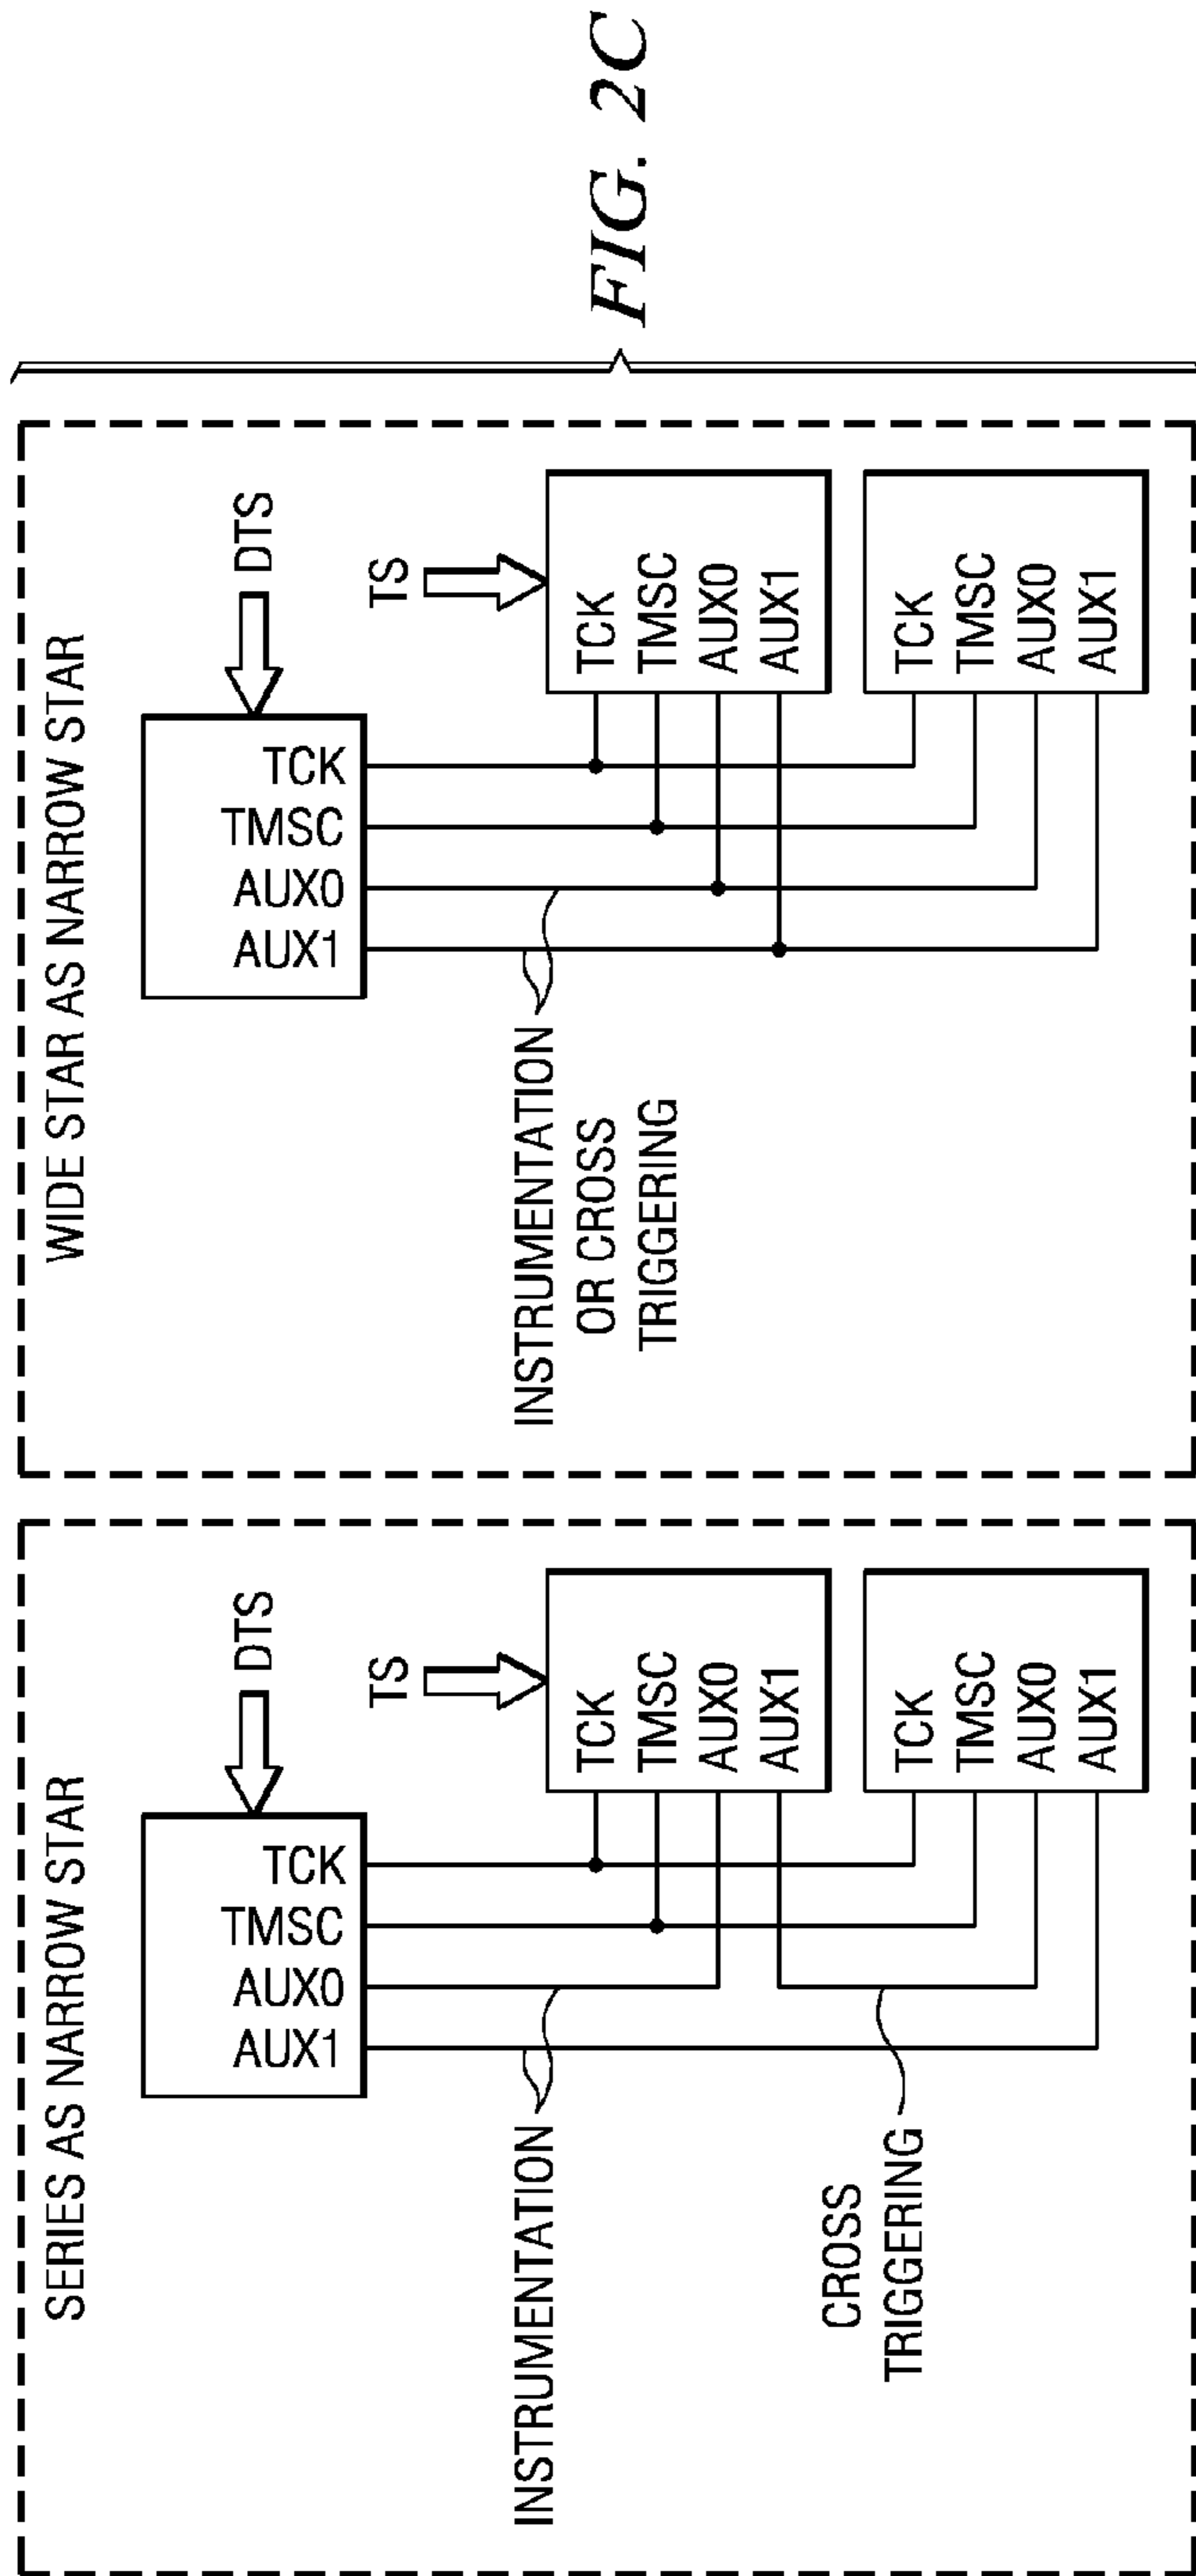 SERIES AS NARROW STAR
DTS
TCK
TMSC
AUX0
AUX1
TS
TCK
TMSC
AUX0
AUX1
INSTRUMENTATION
CROSS
TRIGGERING
TCK
TMSC
AUX0
AUX1
WIDE STAR AS NARROW STAR
DTS
TCK
TMSC
AUX0
AUX1
TS
TCK
TMSC
AUX0
AUX1
INSTRUMENTATION
OR CROSS
TRIGGERING
TCK
TMSC
AUX0
AUX1
FIG. 2C